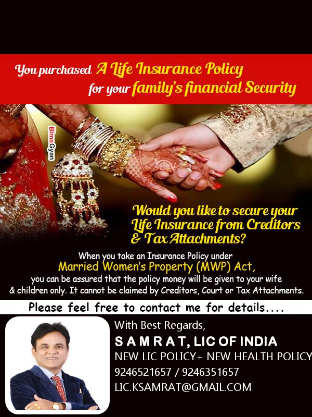 You purchased A Life Insurance Policy
for your family's financial Security
Bima Gyan
Would you like to secure your
Life Insurance from Creditors
& Tax Attachments?
When you take an Insurance Policy under
Married Women's Property (MWP) Act,
you can be assured that the policy money will be given to your wife
& children only. It cannot be claimed by Creditors, Court or Tax Attachments.
Please feel free to contact me for details....
With Best Regards,
S A M R A T, LIC OF INDIA
NEW LIC POLICY+ NEW HEALTH POLICY
9246521657 / 9246351657
LIC.KSAMRAT@GMAIL.COM